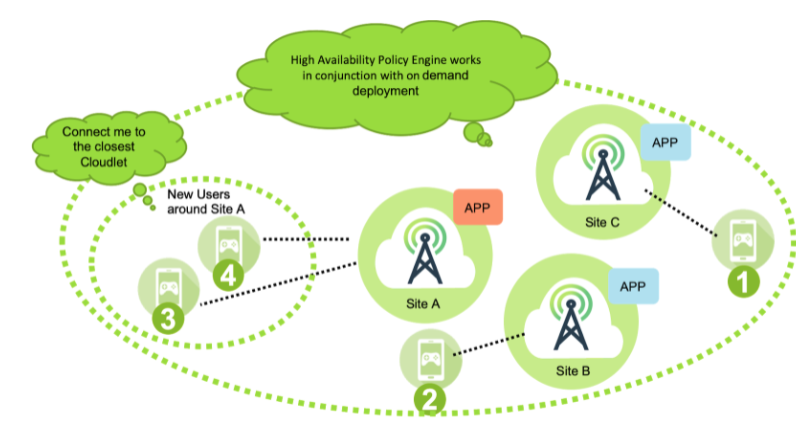 High Availability Policy Engine works
in conjunction with on demand
deployment
Connect me to
the closest
Cloudlet
New Users
around Site A
APP
Site C
APP
Site A
APP
Site B
1
4
3
2